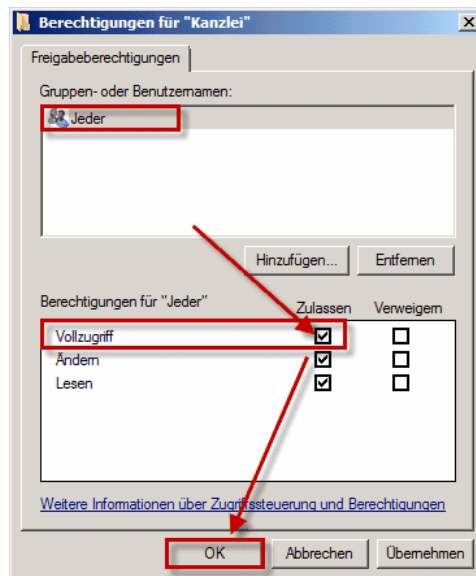 Berechtigungen für "Kanzlei"
Freigabeberechtigungen
Gruppen- oder Benutzernamen:
Jeder
Hinzufügen... Entfernen
Berechtigungen für "Jeder" Zulassen Verweigern
Vollzugriff
Ändern
Lesen
Weitere Informationen über Zugriffssteuerung und Berechtigungen
OK Abbrechen Übernehmen